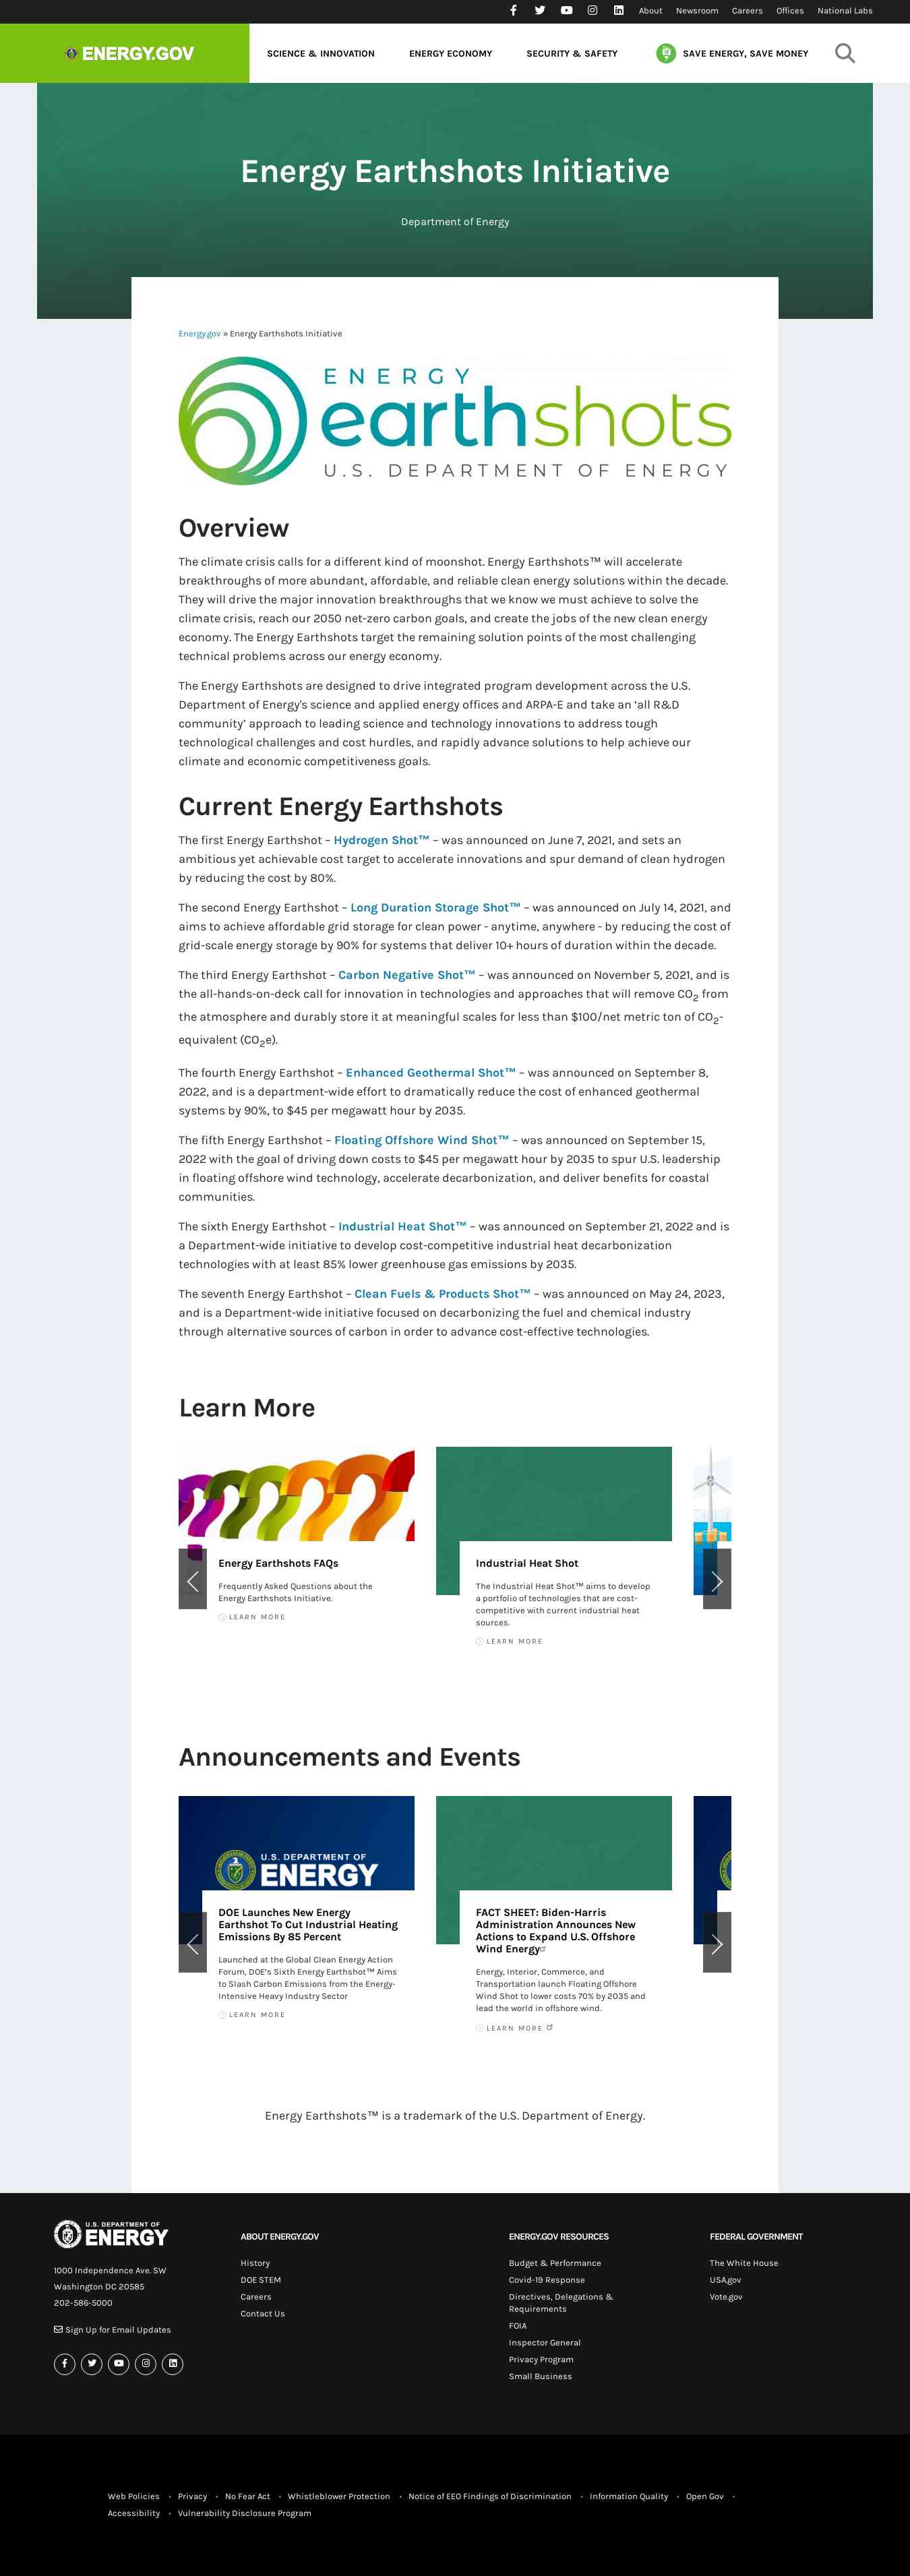 About Newsroom Careers Offices National Labs
ENERGY.GOV
SCIENCE & INNOVATION ENERGY ECONOMY SECURITY & SAFETY SAVE ENERGY, SAVE MONEY
Energy Earthshots Initiative
Department of Energy
Energy.gov » Energy Earthshots Initiative
ENERGY
earthshots
U.S. DEPARTMENT OF ENERGY
Overview
The climate crisis calls for a different kind of moonshot. Energy Earthshots™ will accelerate
breakthroughs of more abundant, affordable, and reliable clean energy solutions within the decade.
They will drive the major innovation breakthroughs that we know we must achieve to solve the
climate crisis, reach our 2050 net-zero carbon goals, and create the jobs of the new clean energy
economy. The Energy Earthshots target the remaining solution points of the most challenging
technical problems across our energy economy.
The Energy Earthshots are designed to drive integrated program development across the U.S.
Department of Energy's science and applied energy offices and ARPA-E and take an ‘all R&D
community’ approach to leading science and technology innovations to address tough
technological challenges and cost hurdles, and rapidly advance solutions to help achieve our
climate and economic competitiveness goals.
Current Energy Earthshots
The first Energy Earthshot – Hydrogen Shot™ – was announced on June 7, 2021, and sets an
ambitious yet achievable cost target to accelerate innovations and spur demand of clean hydrogen
by reducing the cost by 80%.
The second Energy Earthshot – Long Duration Storage Shot™ – was announced on July 14, 2021, and
aims to achieve affordable grid storage for clean power - anytime, anywhere - by reducing the cost of
grid-scale energy storage by 90% for systems that deliver 10+ hours of duration within the decade.
The third Energy Earthshot – Carbon Negative Shot™ – was announced on November 5, 2021, and is
the all-hands-on-deck call for innovation in technologies and approaches that will remove CO2 from
the atmosphere and durably store it at meaningful scales for less than $100/net metric ton of CO2-
equivalent (CO2e).
The fourth Energy Earthshot – Enhanced Geothermal Shot™ – was announced on September 8,
2022, and is a department-wide effort to dramatically reduce the cost of enhanced geothermal
systems by 90%, to $45 per megawatt hour by 2035.
The fifth Energy Earthshot – Floating Offshore Wind Shot™ – was announced on September 15,
2022 with the goal of driving down costs to $45 per megawatt hour by 2035 to spur U.S. leadership
in floating offshore wind technology, accelerate decarbonization, and deliver benefits for coastal
communities.
The sixth Energy Earthshot – Industrial Heat Shot™ – was announced on September 21, 2022 and is
a Department-wide initiative to develop cost-competitive industrial heat decarbonization
technologies with at least 85% lower greenhouse gas emissions by 2035.
The seventh Energy Earthshot – Clean Fuels & Products Shot™ – was announced on May 24, 2023,
and is a Department-wide initiative focused on decarbonizing the fuel and chemical industry
through alternative sources of carbon in order to advance cost-effective technologies.
Learn More
Energy Earthshots FAQs
Frequently Asked Questions about the
Energy Earthshots Initiative.
LEARN MORE
Industrial Heat Shot
The Industrial Heat Shot™ aims to develop
a portfolio of technologies that are cost-
competitive with current industrial heat
sources.
LEARN MORE
Announcements and Events
U.S. DEPARTMENT OF
ENERGY
DOE Launches New Energy
Earthshot To Cut Industrial Heating
Emissions By 85 Percent
Launched at the Global Clean Energy Action
Forum, DOE’s Sixth Energy Earthshot™ Aims
to Slash Carbon Emissions from the Energy-
Intensive Heavy Industry Sector
LEARN MORE
FACT SHEET: Biden-Harris
Administration Announces New
Actions to Expand U.S. Offshore
Wind Energy
Energy, Interior, Commerce, and
Transportation launch Floating Offshore
Wind Shot to lower costs 70% by 2035 and
lead the world in offshore wind.
LEARN MORE
Energy Earthshots™ is a trademark of the U.S. Department of Energy.
U.S. DEPARTMENT OF
ENERGY
1000 Independence Ave. SW
Washington DC 20585
202-586-5000
Sign Up for Email Updates
ABOUT ENERGY.GOV
History
DOE STEM
Careers
Contact Us
ENERGY.GOV RESOURCES
Budget & Performance
Covid-19 Response
Directives, Delegations &
Requirements
FOIA
Inspector General
Privacy Program
Small Business
FEDERAL GOVERNMENT
The White House
USA.gov
Vote.gov
Web Policies • Privacy • No Fear Act • Whistleblower Protection • Notice of EEO Findings of Discrimination • Information Quality • Open Gov •
Accessibility • Vulnerability Disclosure Program